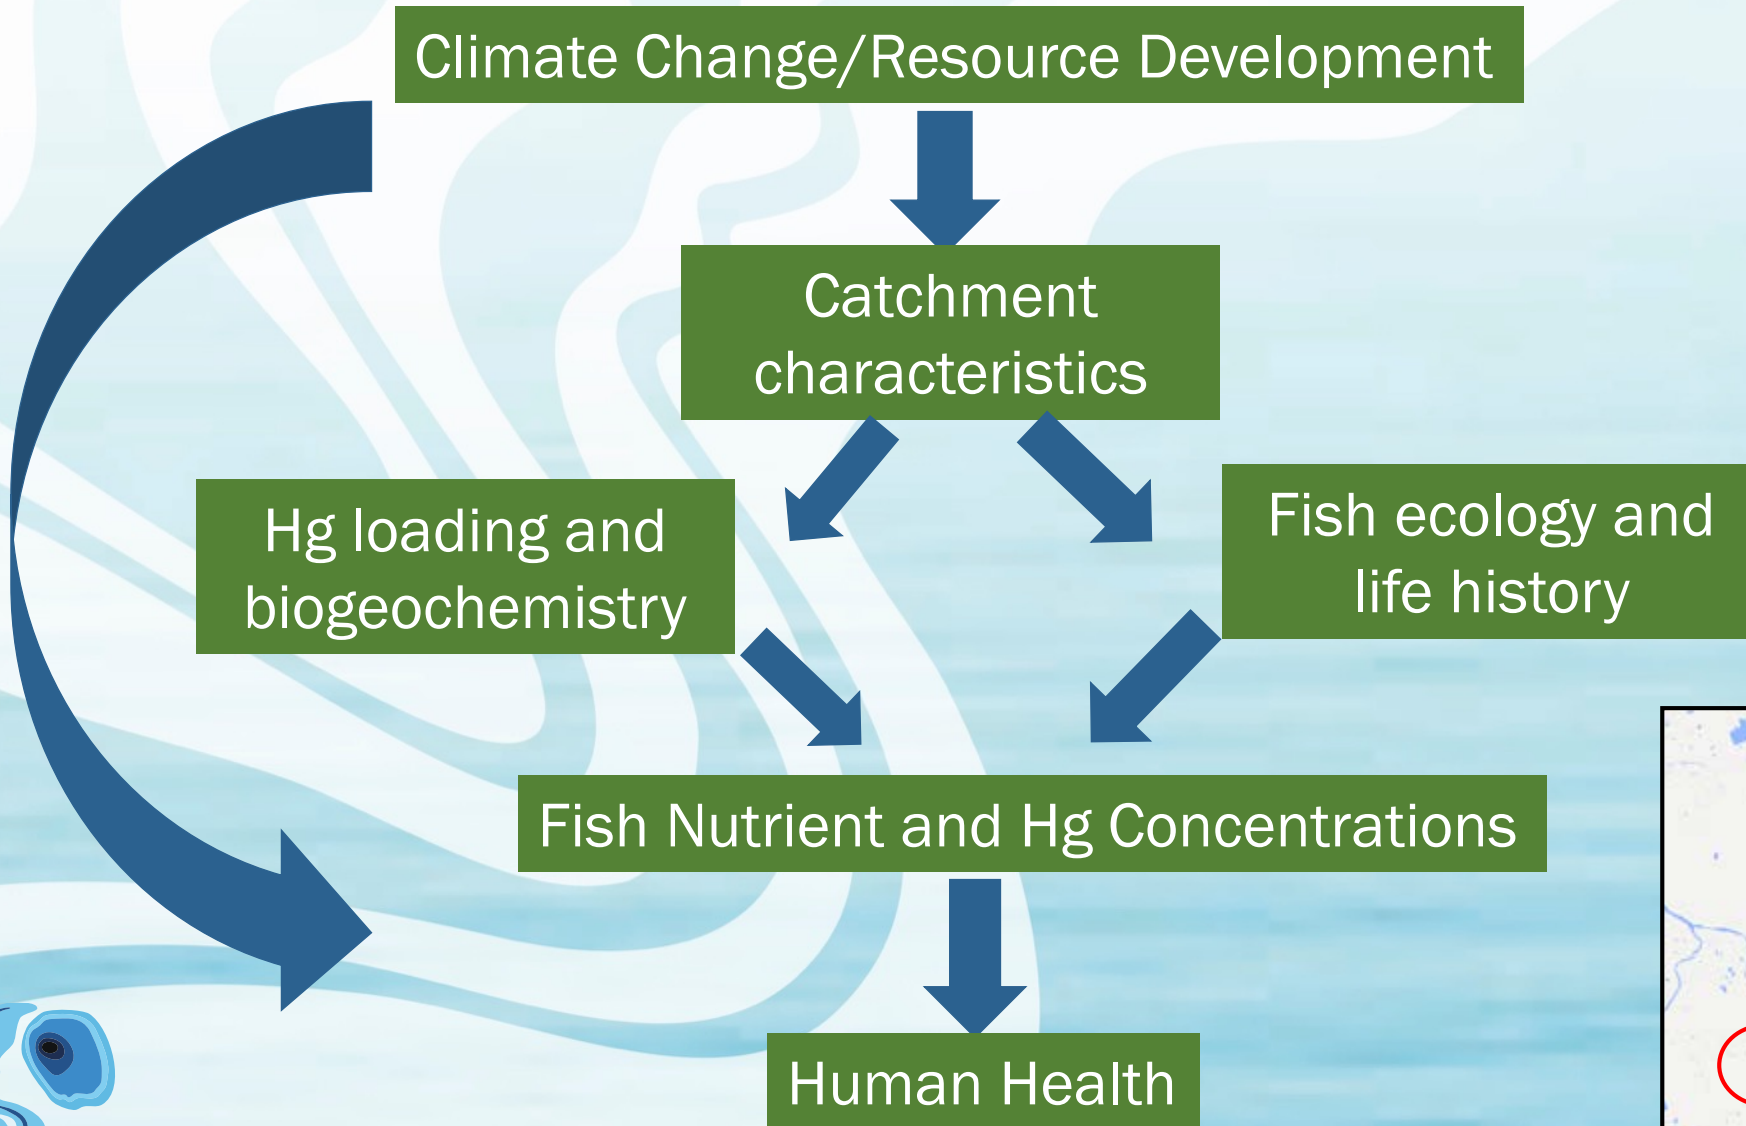 Climate Change/Resource Development
Catchment
characteristics
Hg loading and
biogeochemistry
Fish ecology and
life history
Fish Nutrient and Hg Concentrations
Human Health